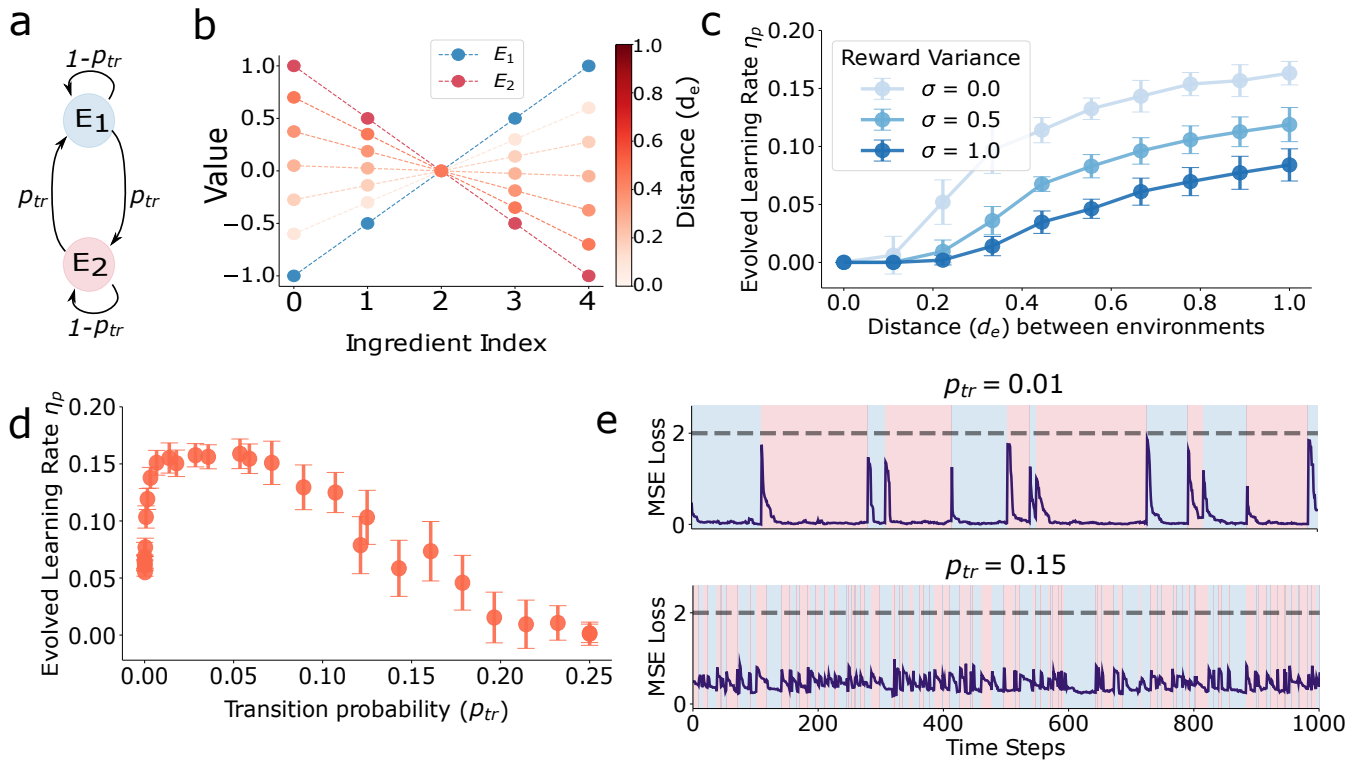 a
1-p_tr
E1
p_tr
p_tr
E2
1-p_tr
b
E1
E2
1.0
0.5
0.0
−0.5
−1.0
Value
0
1
2
3
4
Ingredient Index
1.0
0.8
0.6
0.4
0.2
0.0
Distance (d_e)
c
Evolved Learning Rate η_p
0.20
0.15
0.10
0.05
0.00
Reward Variance
σ = 0.0
σ = 0.5
σ = 1.0
0.0
0.2
0.4
0.6
0.8
1.0
Distance (d_e) between environments
d
Evolved Learning Rate η_p
0.20
0.15
0.10
0.05
0.00
0.00
0.05
0.10
0.15
0.20
0.25
Transition probability (p_tr)
e
p_tr = 0.01
MSE Loss
2
0
p_tr = 0.15
MSE Loss
2
0
0
200
400
600
800
1000
Time Steps